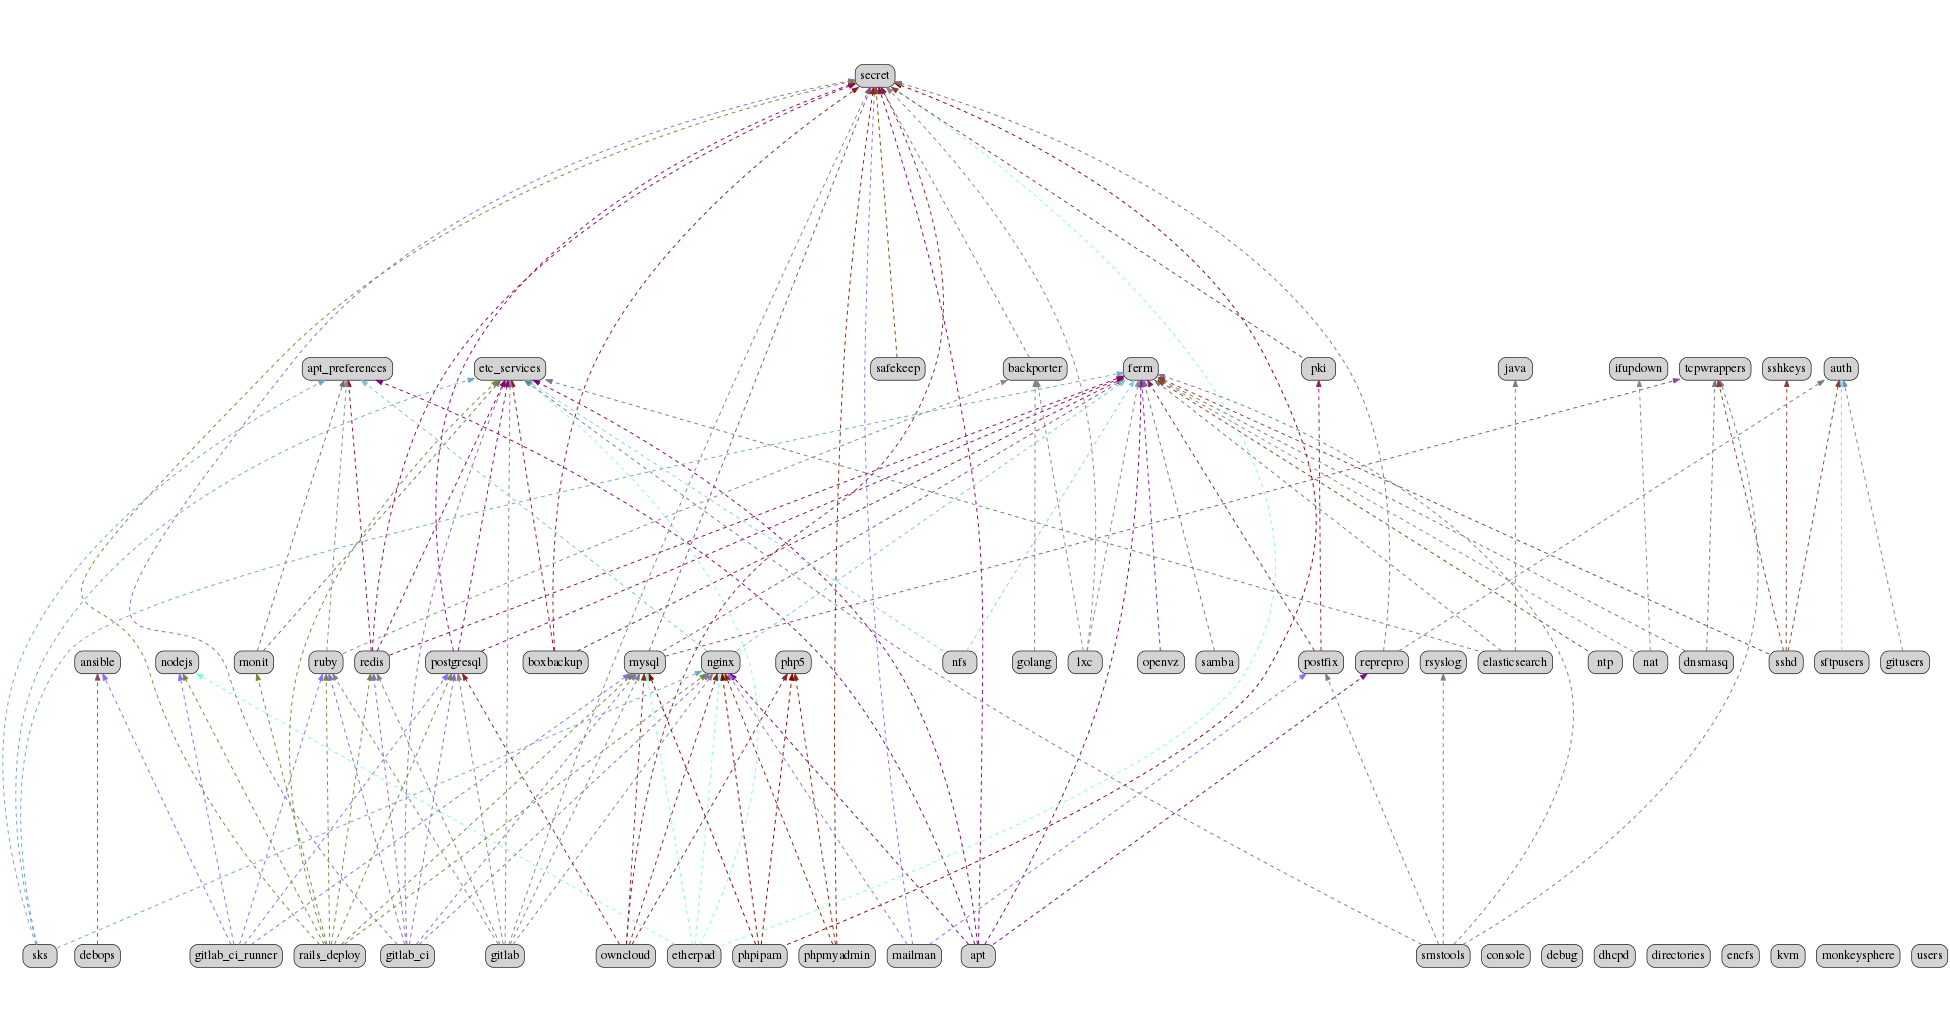 secret
apt_preferences
etc_services
safekeep
backporter
ferm
pki
java
ifupdown
tcpwrappers
sshkeys
auth
ansible
nodejs
monit
ruby
redis
postgresql
boxbackup
mysql
nginx
php5
nfs
golang
lxc
openvz
samba
postfix
reprepro
rsyslog
elasticsearch
ntp
nat
dnsmasq
sshd
sftpusers
gitusers
sks
debops
gitlab_ci_runner
rails_deploy
gitlab_ci
gitlab
owncloud
etherpad
phpipam
phpmyadmin
mailman
apt
smstools
console
debug
dhcpd
directories
encfs
kvm
monkeysphere
users